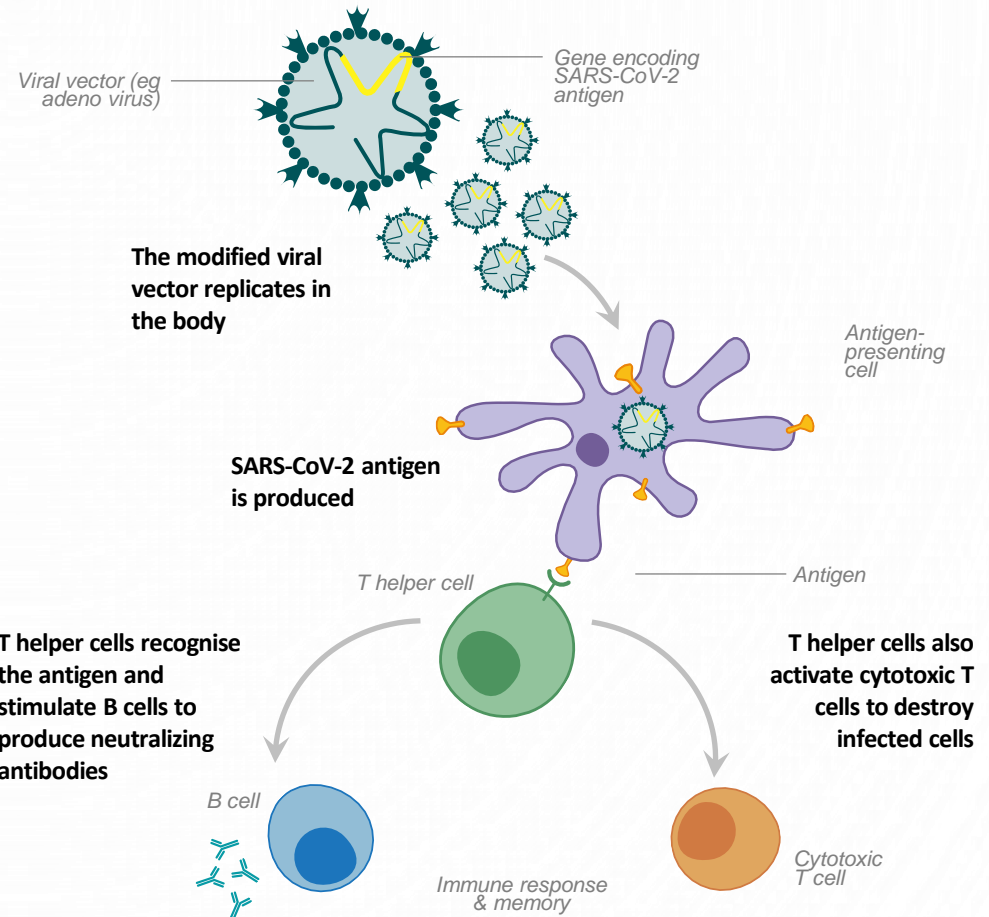 Viral vector (eg
adeno virus)
Gene encoding
SARS-CoV-2
antigen
The modified viral
vector replicates in
the body
Antigen-
presenting
cell
SARS-CoV-2 antigen
is produced
T helper cell
Antigen
T helper cells recognise
the antigen and
stimulate B cells to
produce neutralizing
antibodies
T helper cells also
activate cytotoxic T
cells to destroy
infected cells
B cell
Cytotoxic
T cell
Immune response
& memory